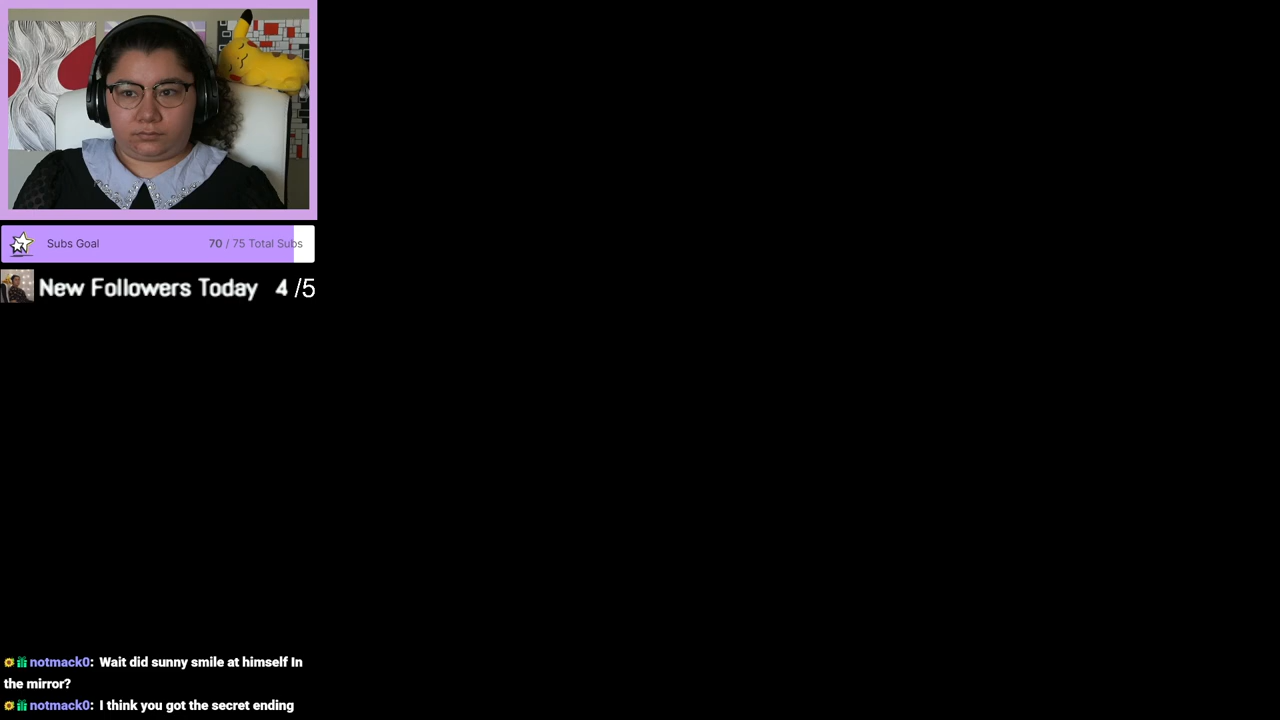 Subs Goal 70 / 75 Total Subs
New Followers Today 4 /5
notmack0: Wait did sunny smile at himself In
the mirror?
notmack0: I think you got the secret ending